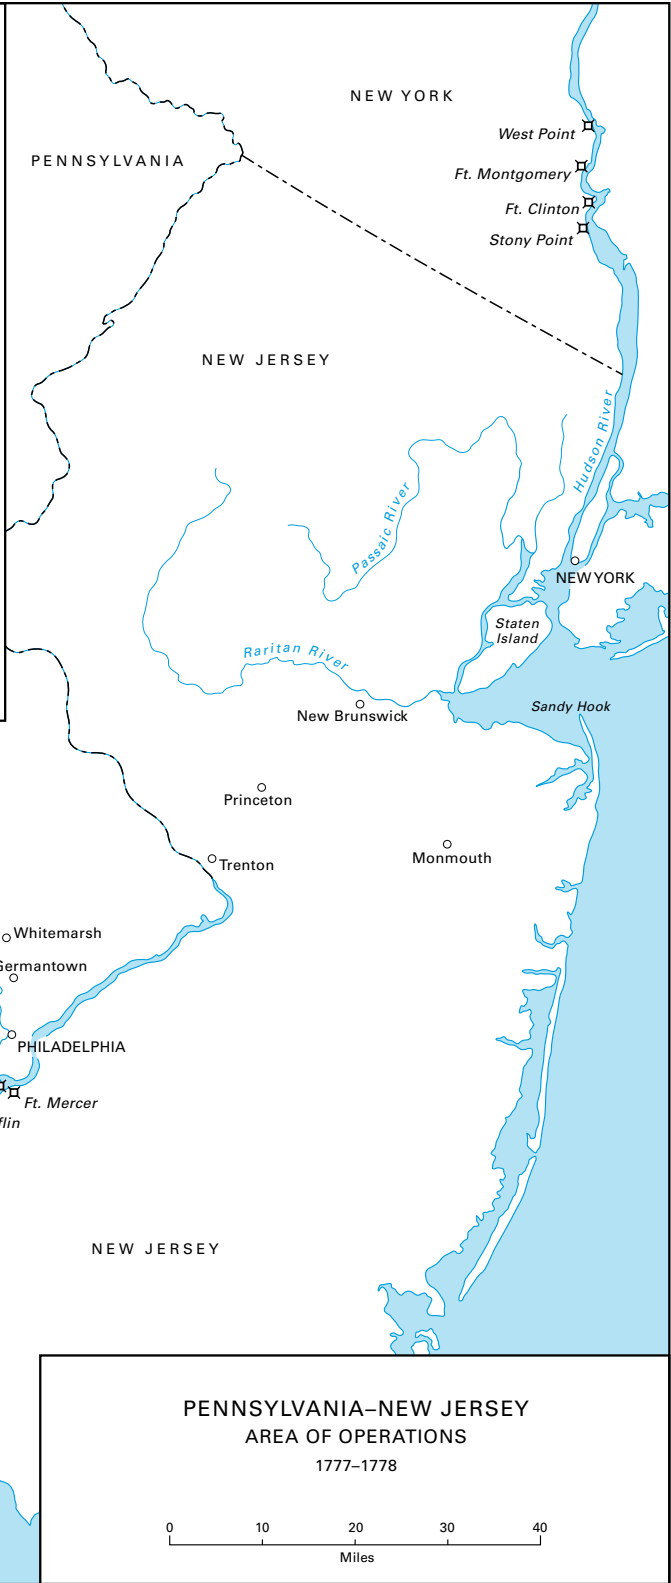 NEW YORK
West Point
PENNSYLVANIA
Ft. Montgomery
Ft. Clinton
Stony Point
NEW JERSEY
Hudson River
Passaic River
NEW YORK
Staten
Island
Raritan River
Sandy Hook
New Brunswick
Princeton
Monmouth
Trenton
Whitemarsh
Germantown
PHILADELPHIA
Ft. Mercer
flin
NEW JERSEY
PENNSYLVANIA–NEW JERSEY
AREA OF OPERATIONS
1777–1778
0 10 20 30 40
Miles